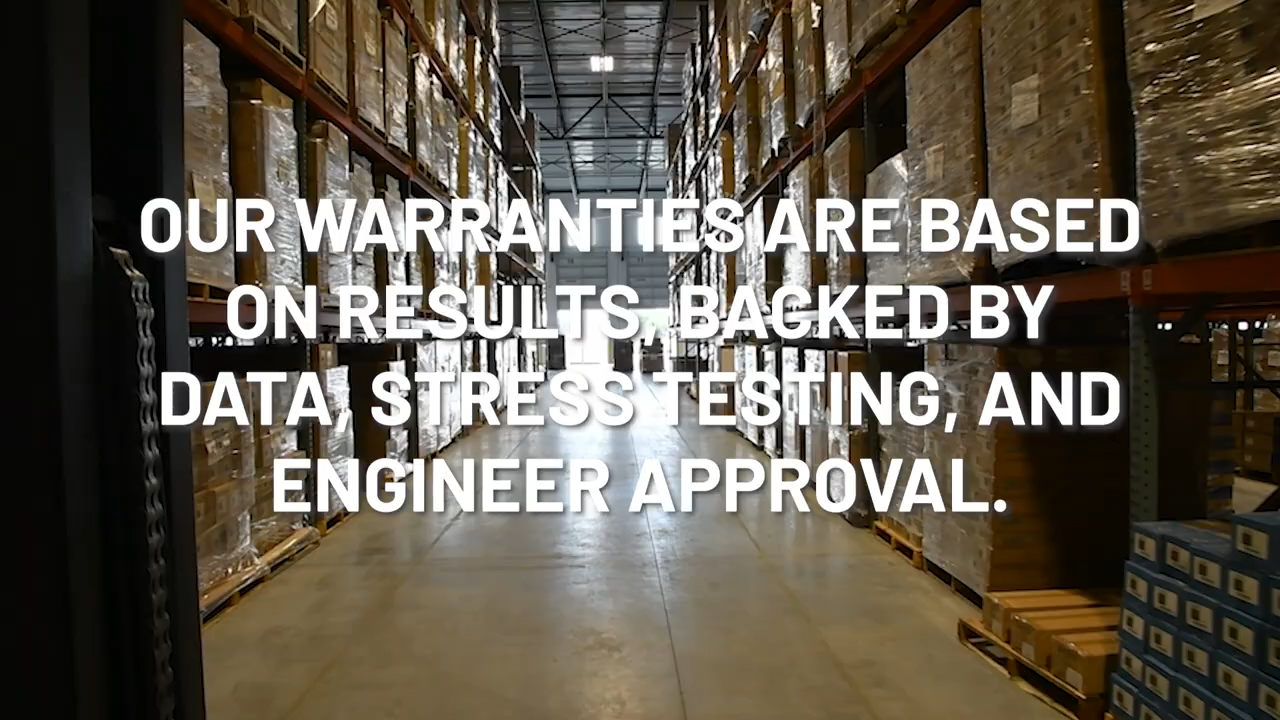 OUR WARRANTIES ARE BASED
ON RESULTS, BACKED BY
DATA, STRESS TESTING, AND
ENGINEER APPROVAL.